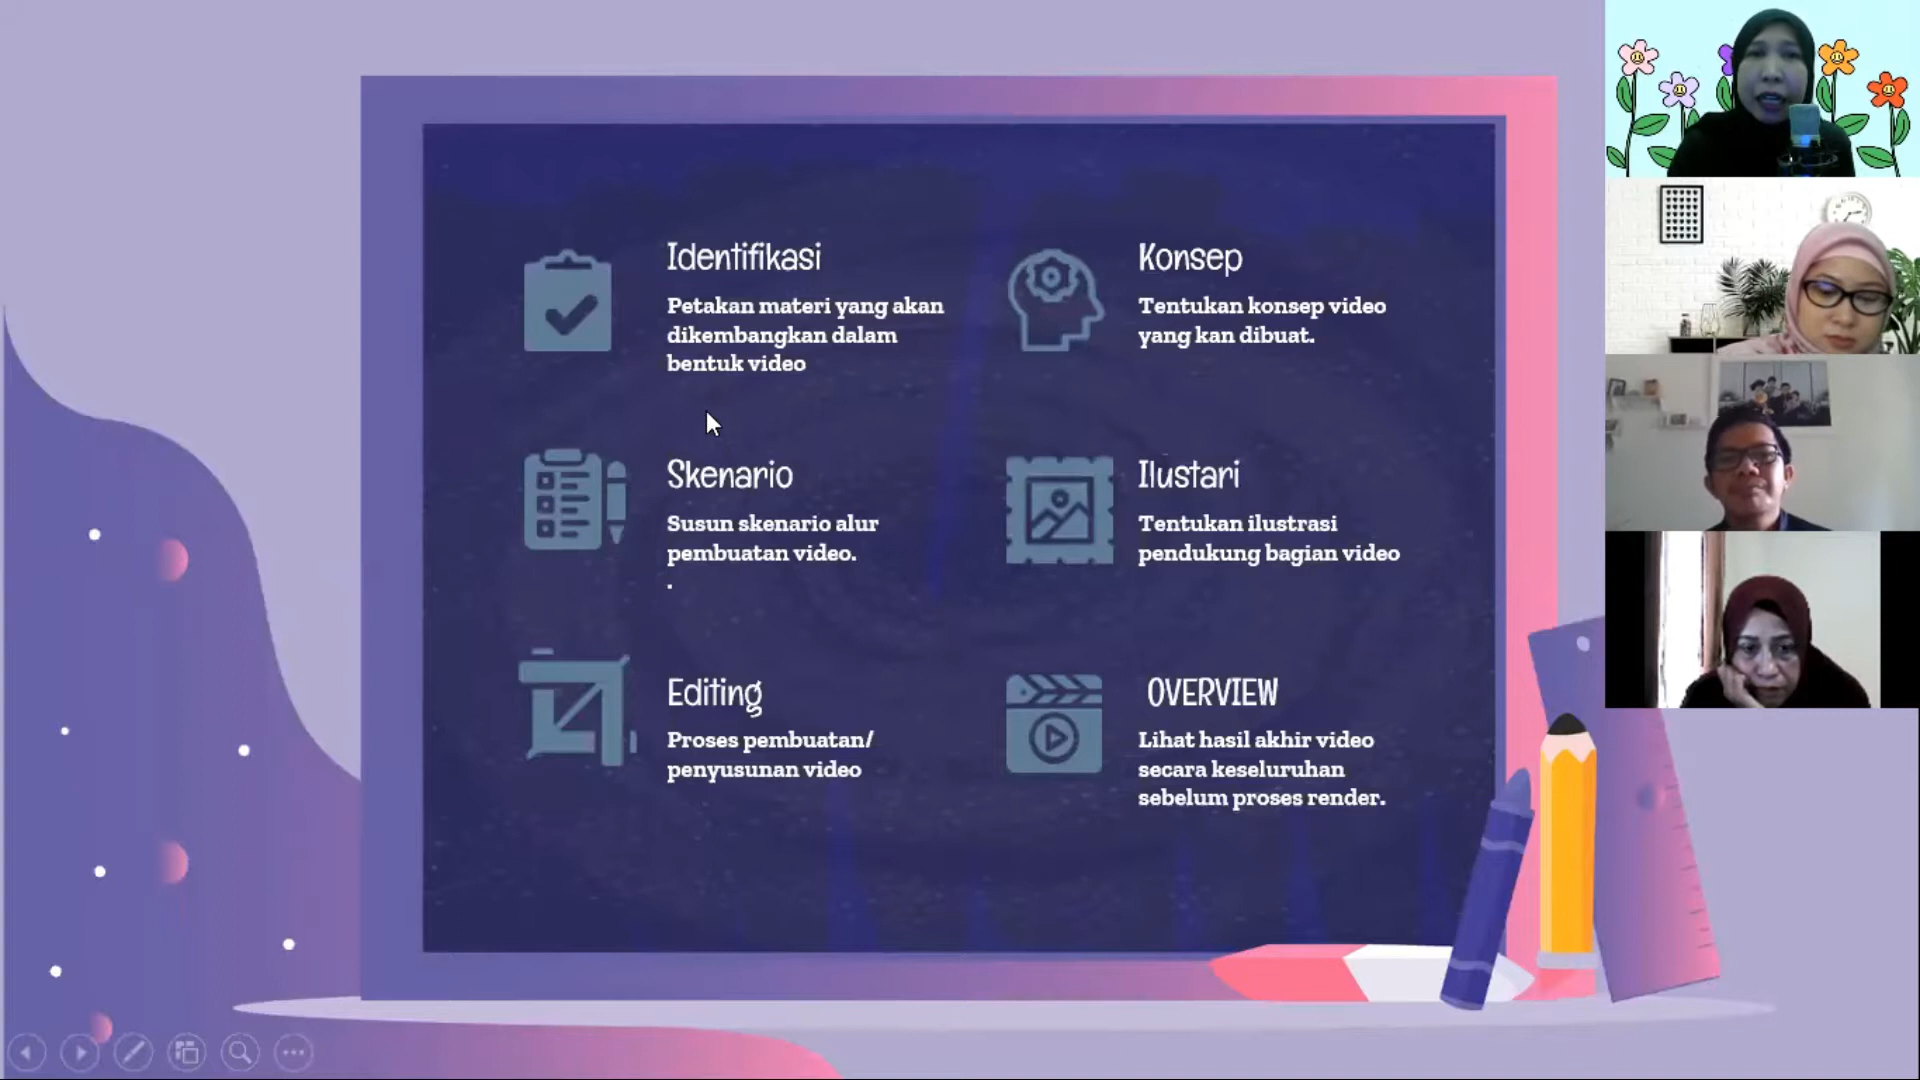 Identifikasi
Petakan materi yang akan
dikembangkan dalam
bentuk video
Konsep
Tentukan konsep video
yang kan dibuat.
Skenario
Susun skenario alur
pembuatan video.
.
Ilustari
Tentukan ilustrasi
pendukung bagian video
Editing
Proses pembuatan/
penyusunan video
OVERVIEW
Lihat hasil akhir video
secara keseluruhan
sebelum proses render.